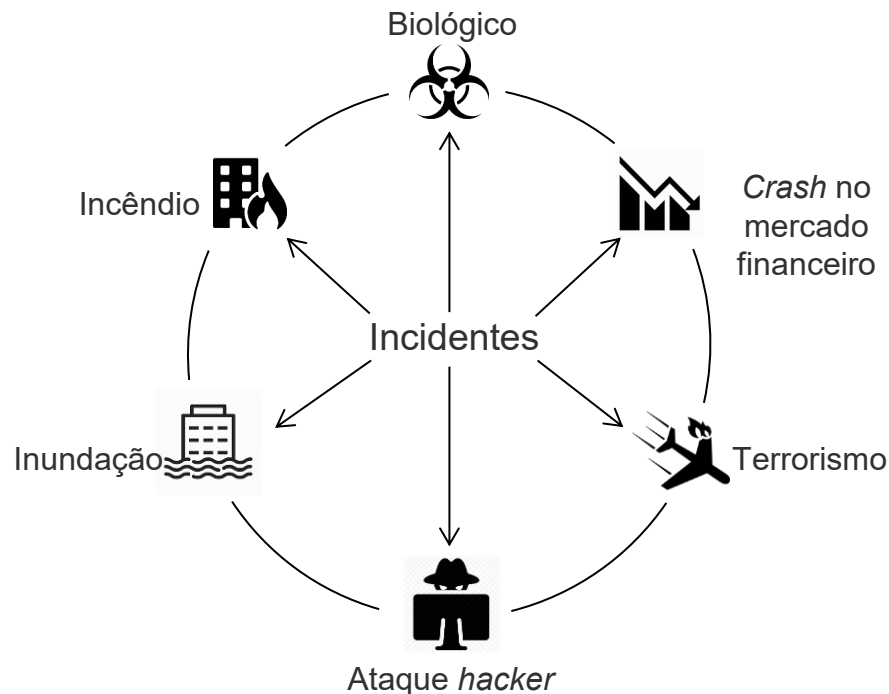 Biológico
Incêndio
Crash no
mercado
financeiro
Incidentes
Inundação
Terrorismo
Ataque hacker